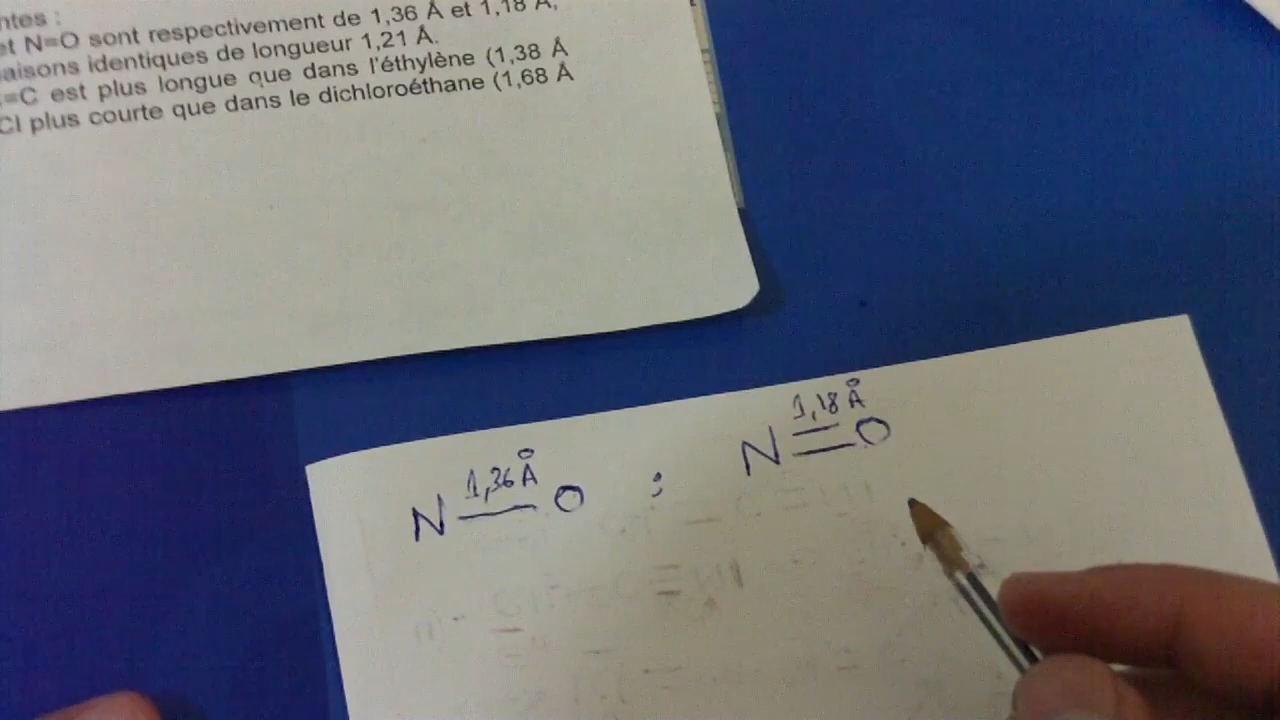 ntes :
et N=O sont respectivement de 1,36 Å et 1,18 Å,
aisons identiques de longueur 1,21 Å.
=C est plus longue que dans l'éthylène (1,38 Å
Cl plus courte que dans le dichloroéthane (1,68 Å
N 1,36 Å O ; N 1,18 Å O